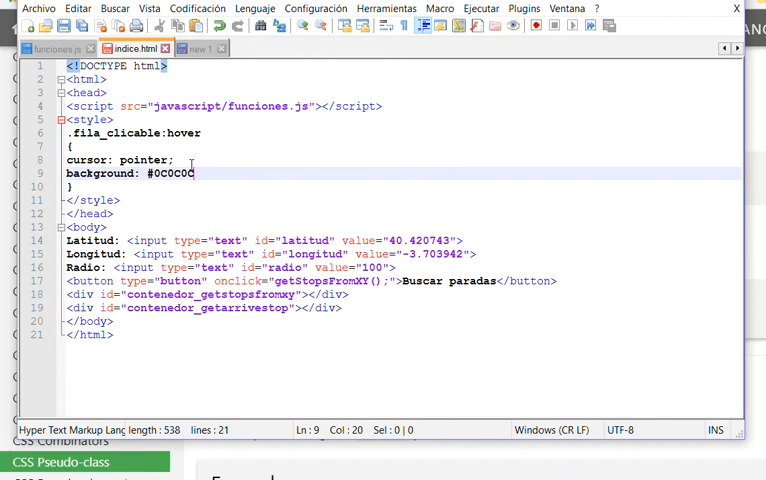 Archivo Editar Buscar Vista Codificación Lenguaje Configuración Herramientas Macro Ejecutar Plugins Ventana ? X
funciones.js indice.html new 1
1 <!DOCTYPE html>
2 <html>
3 <head>
4 <script src="javascript/funciones.js"></script>
5 <style>
6 .fila_clicable:hover
7 {
8 cursor: pointer;
9 background: #0C0C0C
10 }
11 </style>
12 </head>
13 <body>
14 Latitud: <input type="text" id="latitud" value="40.420743">
15 Longitud: <input type="text" id="longitud" value="-3.703942">
16 Radio: <input type="text" id="radio" value="100">
17 <button type="button" onclick="getStopsFromXY();">Buscar paradas</button>
18 <div id="contenedor_getstopsfromxy"></div>
19 <div id="contenedor_getarrivestop"></div>
20 </body>
21 </html>
Hyper Text Markup Lang length : 538 lines : 21 Ln : 9 Col : 20 Sel : 0 | 0 Windows (CR LF) UTF-8 INS
CSS Combinators
CSS Pseudo-class